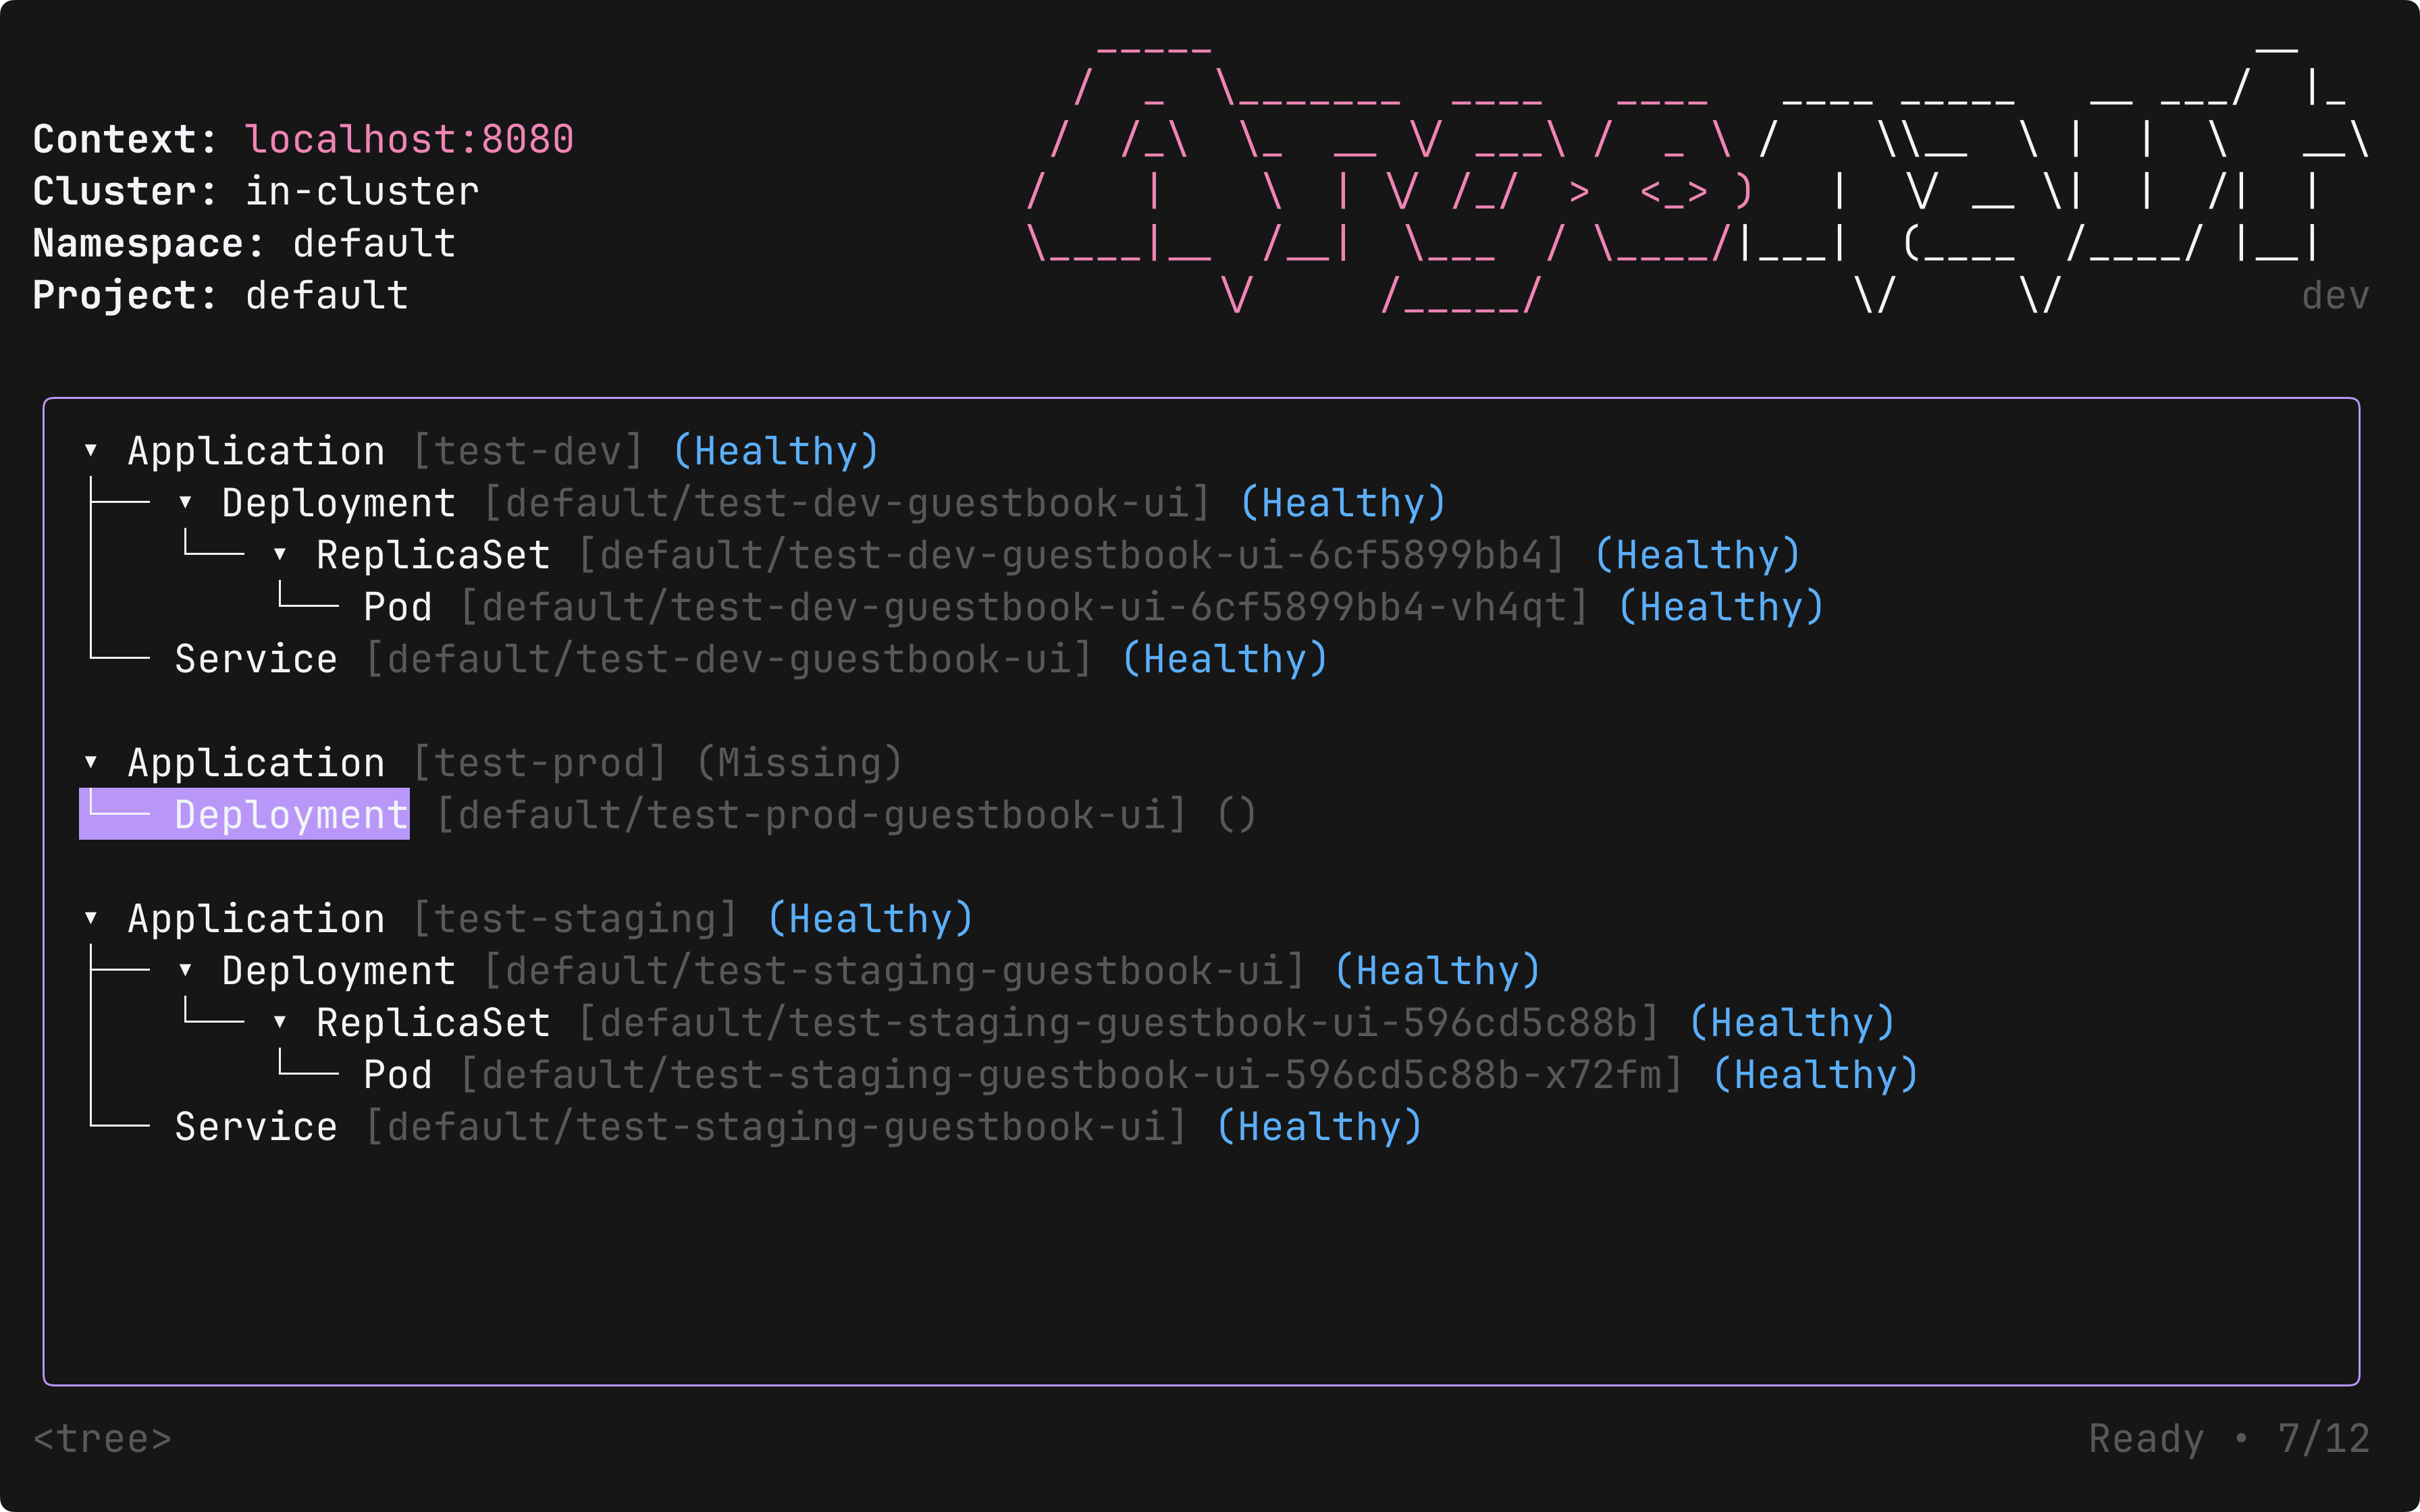 Argonaut
Context: localhost:8080
Cluster: in-cluster
Namespace: default
Project: default
dev
▾ Application [test-dev] (Healthy)
├── ▾ Deployment [default/test-dev-guestbook-ui] (Healthy)
│   └── ▾ ReplicaSet [default/test-dev-guestbook-ui-6cf5899bb4] (Healthy)
│       └── Pod [default/test-dev-guestbook-ui-6cf5899bb4-vh4qt] (Healthy)
└── Service [default/test-dev-guestbook-ui] (Healthy)
▾ Application [test-prod] (Missing)
└── Deployment [default/test-prod-guestbook-ui] ()
▾ Application [test-staging] (Healthy)
├── ▾ Deployment [default/test-staging-guestbook-ui] (Healthy)
│   └── ▾ ReplicaSet [default/test-staging-guestbook-ui-596cd5c88b] (Healthy)
│       └── Pod [default/test-staging-guestbook-ui-596cd5c88b-x72fm] (Healthy)
└── Service [default/test-staging-guestbook-ui] (Healthy)
<tree>
Ready • 7/12